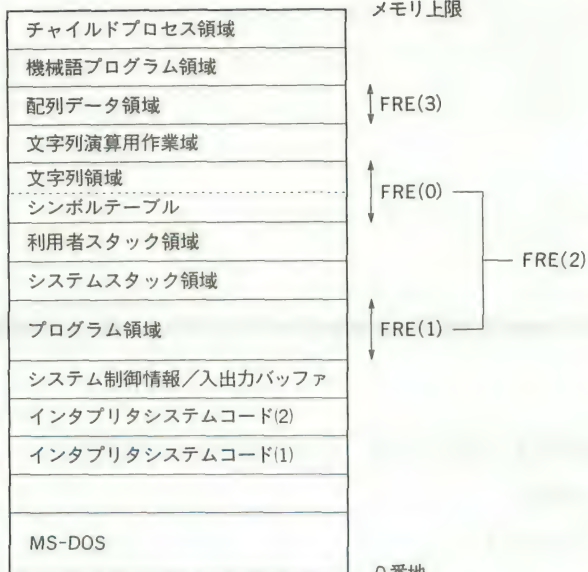 メモリ上限
チャイルドプロセス領域
機械語プログラム領域
配列データ領域
FRE(3)
文字列演算用作業域
文字列領域
FRE(0)
シンボルテーブル
利用者スタック領域
FRE(2)
システムスタック領域
プログラム領域
FRE(1)
システム制御情報/入出力バッファ
インタプリタシステムコード(2)
インタプリタシステムコード(1)
MS-DOS
0番地